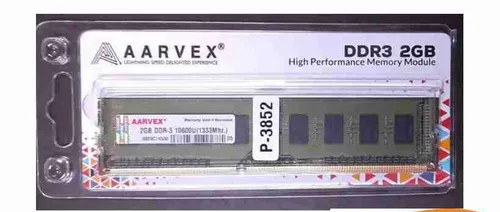 AARVEX®
LIGHTNING SPEED DELIGHTED EXPERIENCE
DDR3 2GB
High Performance Memory Module
AARVEX®
2GB DDR-3 10600U(1333Mhz.)
P-3852